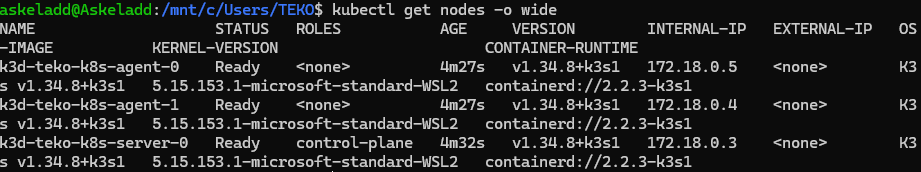 askeladd@Askeladd:/mnt/c/Users/TEKO$ kubectl get nodes -o wide
NAME                    STATUS   ROLES           AGE     VERSION        INTERNAL-IP   EXTERNAL-IP   OS
-IMAGE        KERNEL-VERSION                       CONTAINER-RUNTIME
k3d-teko-k8s-agent-0    Ready    <none>          4m27s   v1.34.8+k3s1   172.18.0.5    <none>        K3
s v1.34.8+k3s1   5.15.153.1-microsoft-standard-WSL2   containerd://2.2.3-k3s1
k3d-teko-k8s-agent-1    Ready    <none>          4m27s   v1.34.8+k3s1   172.18.0.4    <none>        K3
s v1.34.8+k3s1   5.15.153.1-microsoft-standard-WSL2   containerd://2.2.3-k3s1
k3d-teko-k8s-server-0   Ready    control-plane   4m32s   v1.34.8+k3s1   172.18.0.3    <none>        K3
s v1.34.8+k3s1   5.15.153.1-microsoft-standard-WSL2   containerd://2.2.3-k3s1